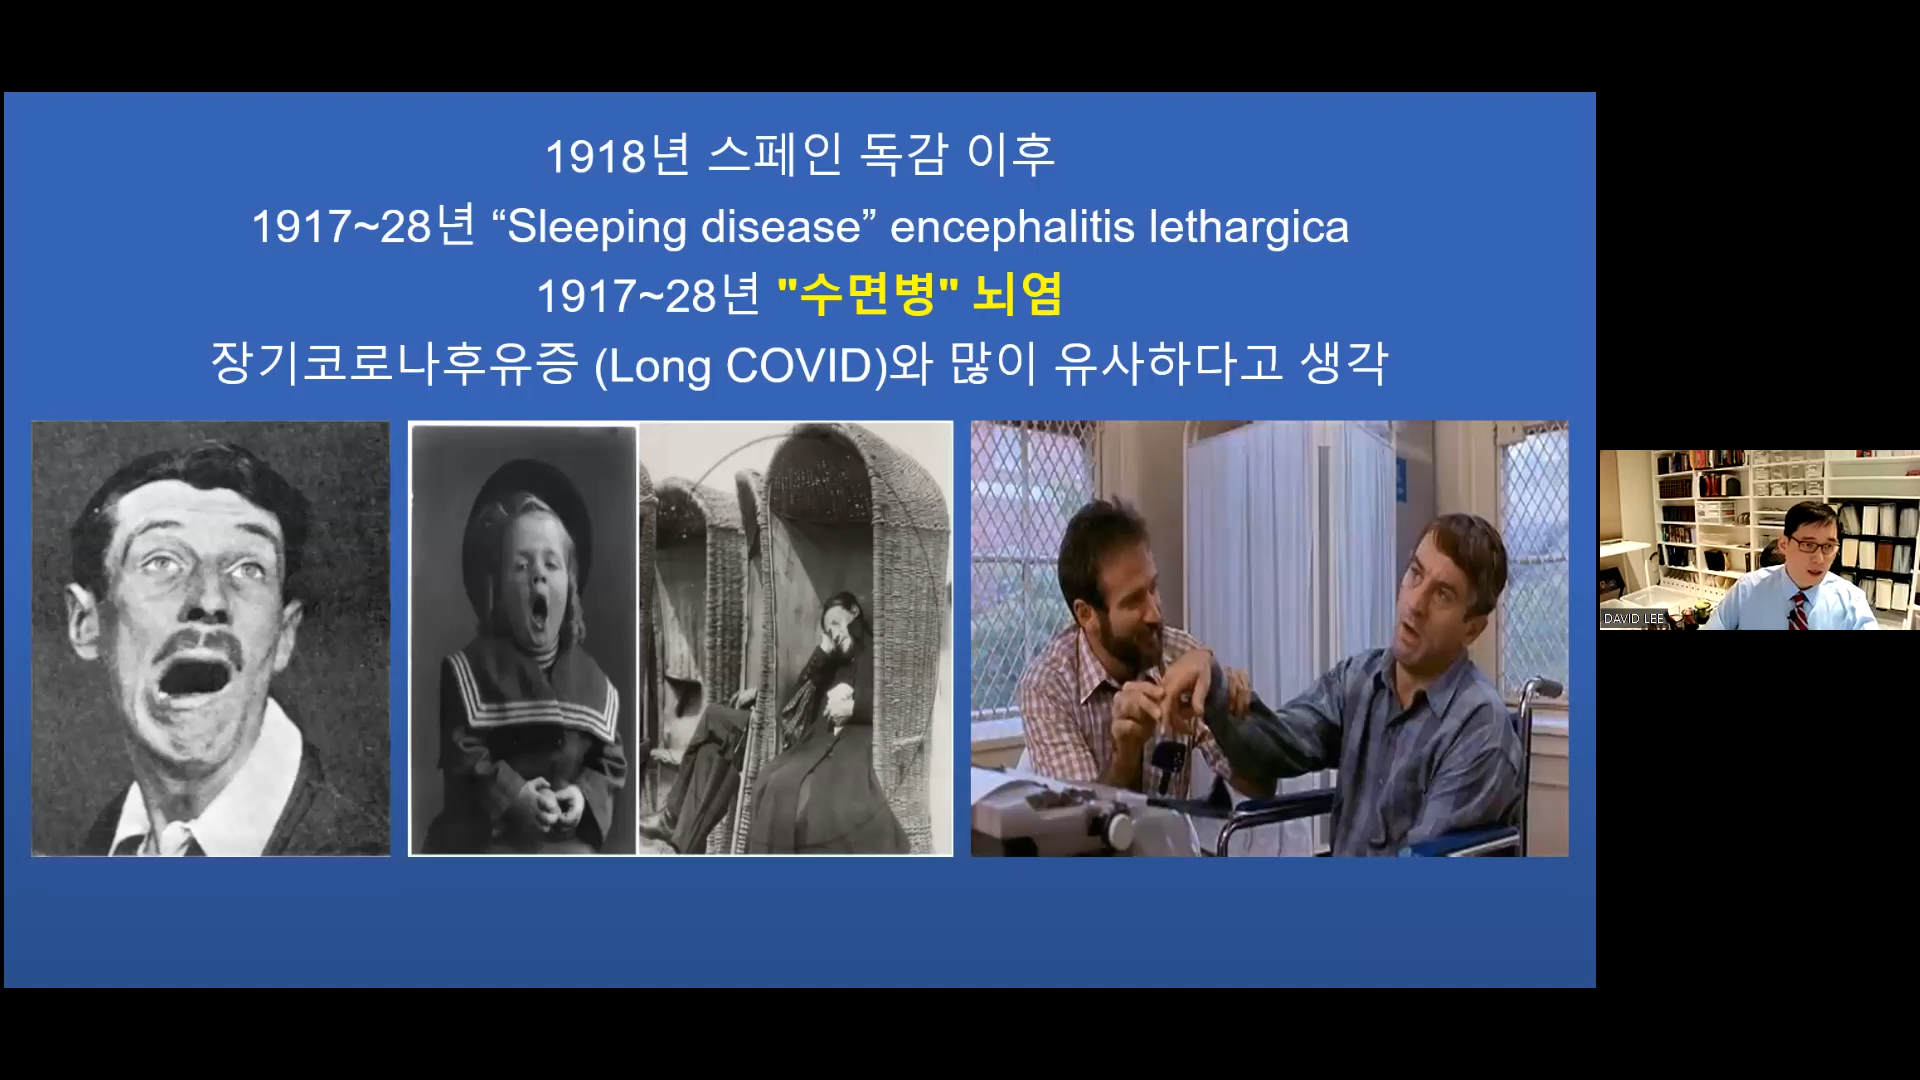 1918년 스페인 독감 이후
1917~28년 “Sleeping disease” encephalitis lethargica
1917~28년 "수면병" 뇌염
장기코로나후유증 (Long COVID)와 많이 유사하다고 생각
DAVID LEE